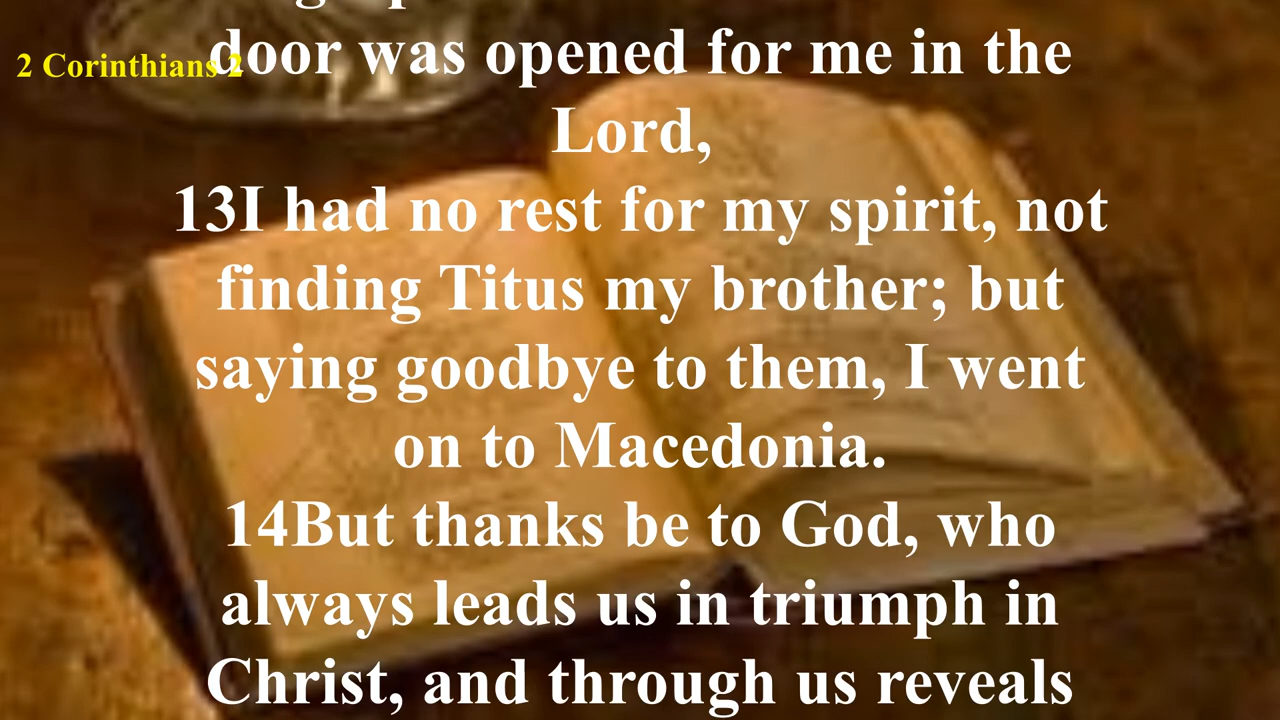 2 Corinthians 2
door was opened for me in the
Lord,
13I had no rest for my spirit, not
finding Titus my brother; but
saying goodbye to them, I went
on to Macedonia.
14But thanks be to God, who
always leads us in triumph in
Christ, and through us reveals